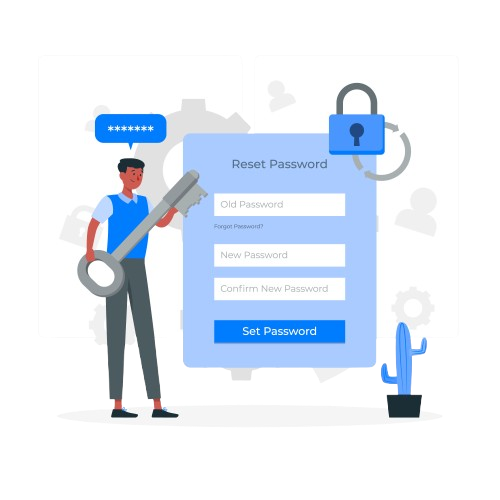 *******
Reset Password
Old Password
Forgot Password?
New Password
Confirm New Password
Set Password